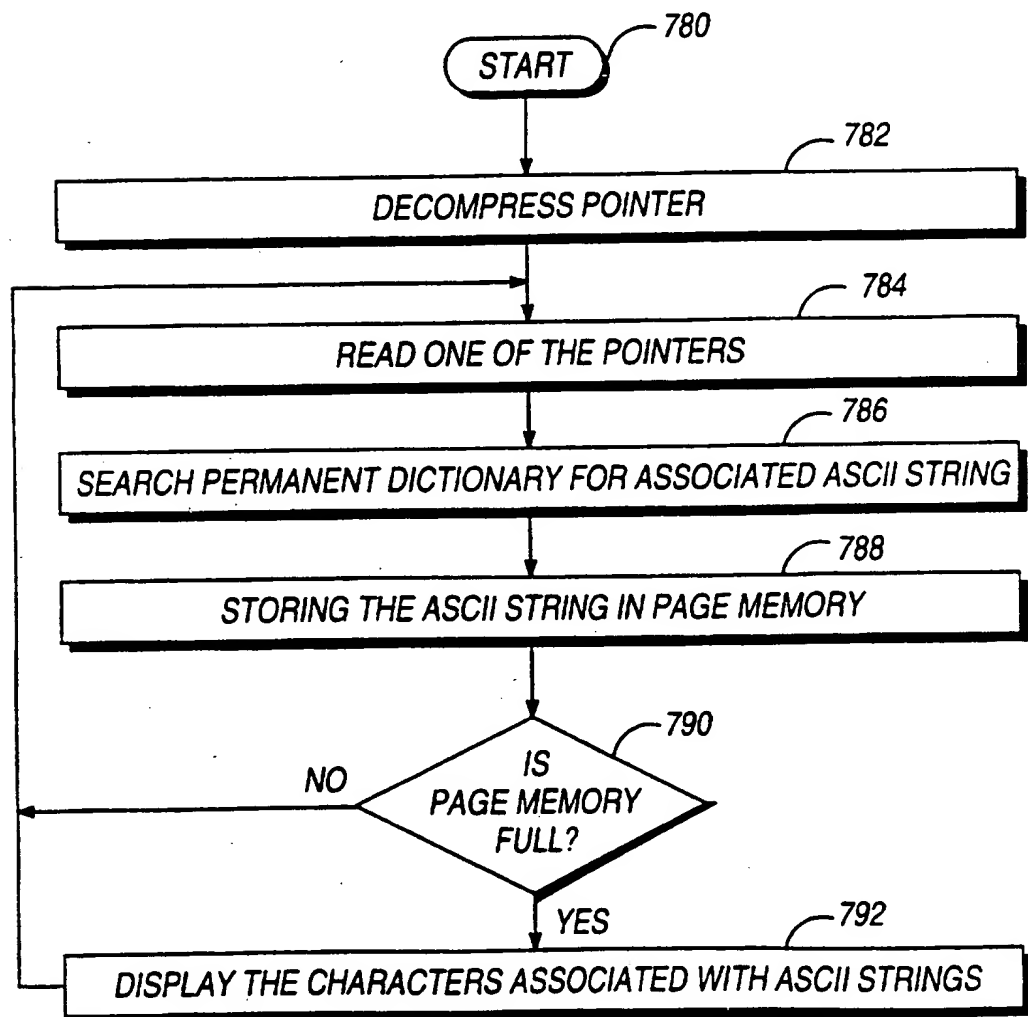 780
START
782
DECOMPRESS POINTER
784
READ ONE OF THE POINTERS
786
SEARCH PERMANENT DICTIONARY FOR ASSOCIATED ASCII STRING
788
STORING THE ASCII STRING IN PAGE MEMORY
790
IS
PAGE MEMORY
FULL?
NO
YES
792
DISPLAY THE CHARACTERS ASSOCIATED WITH ASCII STRINGS